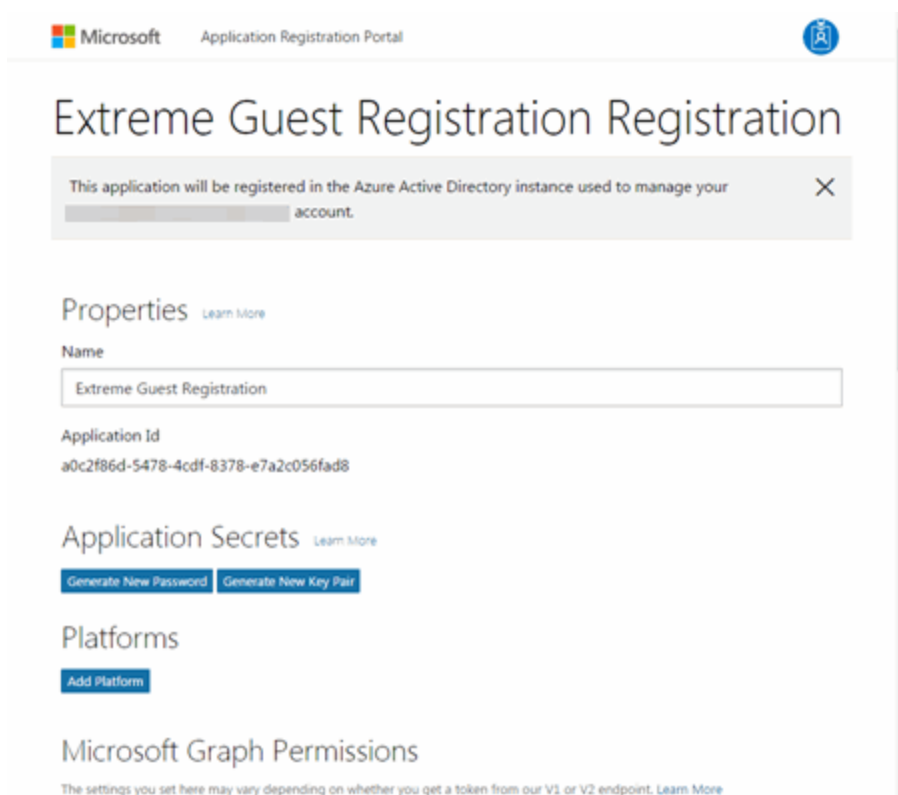 Microsoft Application Registration Portal
Extreme Guest Registration Registration
This application will be registered in the Azure Active Directory instance used to manage your
account.
Properties Learn More
Name
Extreme Guest Registration
Application Id
a0c2f86d-5478-4cdf-8378-e7a2c056fad8
Application Secrets Learn More
Generate New Password Generate New Key Pair
Platforms
Add Platform
Microsoft Graph Permissions
The settings you set here may vary depending on whether you get a token from our V1 or V2 endpoint. Learn More